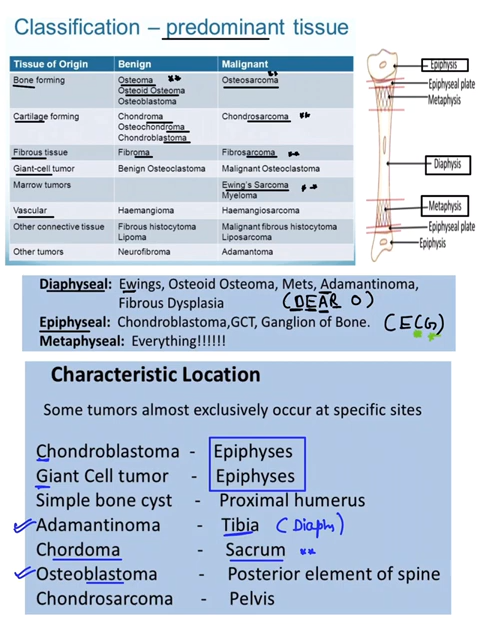 Classification – predominant tissue
Tissue of Origin Benign Malignant
Bone forming Osteoma Osteosarcoma
Osteoid Osteoma
Osteoblastoma
Cartilage forming Chondroma Chondrosarcoma
Osteochondroma
Chondroblastoma
Fibrous tissue Fibroma Fibrosarcoma
Giant-cell tumor Benign Osteoclastoma Malignant Osteoclastoma
Marrow tumors Ewing's Sarcoma
Myeloma
Vascular Haemangioma Haemangiosarcoma
Other connective tissue Fibrous histocytoma Malignant fibrous histocytoma
Lipoma Liposarcoma
Other tumors Neurofibroma Adamantoma
Epiphysis
Epiphyseal plate
Metaphysis
Diaphysis
Metaphysis
Epiphyseal plate
Epiphysis
Diaphyseal: Ewings, Osteoid Osteoma, Mets, Adamantinoma,
Fibrous Dysplasia (DEAR O)
Epiphyseal: Chondroblastoma,GCT, Ganglion of Bone. (ECG)
Metaphyseal: Everything!!!!!!
Characteristic Location
Some tumors almost exclusively occur at specific sites
Chondroblastoma - Epiphyses
Giant Cell tumor - Epiphyses
Simple bone cyst - Proximal humerus
Adamantinoma - Tibia (Diaphy)
Chordoma - Sacrum
Osteoblastoma - Posterior element of spine
Chondrosarcoma - Pelvis